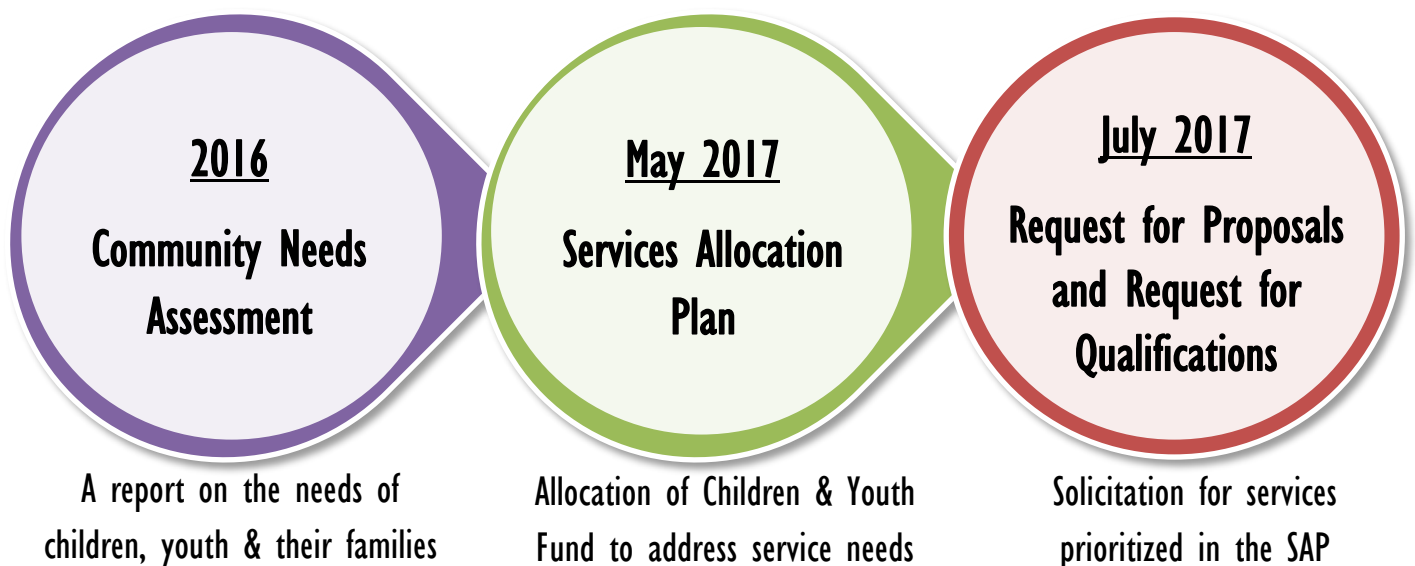 2016
Community Needs
Assessment
A report on the needs of
children, youth & their families
May 2017
Services Allocation
Plan
Allocation of Children & Youth
Fund to address service needs
July 2017
Request for Proposals
and Request for
Qualifications
Solicitation for services
prioritized in the SAP